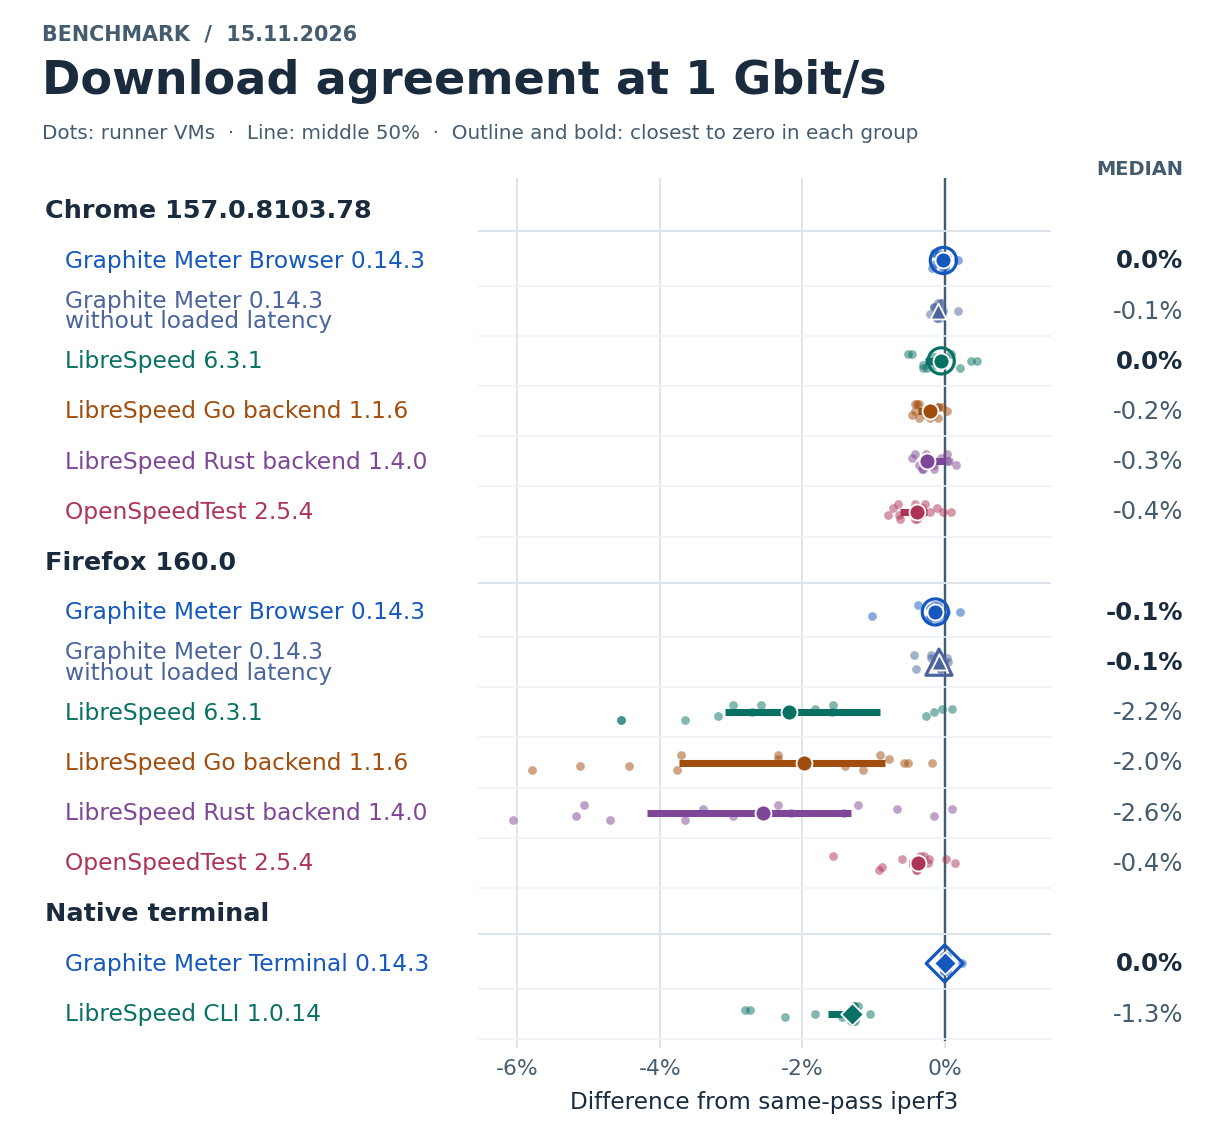 BENCHMARK / 15.11.2026
Download agreement at 1 Gbit/s
Dots: runner VMs · Line: middle 50% · Outline and bold: closest to zero in each group
MEDIAN
Chrome 157.0.8103.78
Graphite Meter Browser 0.14.3 0.0%
Graphite Meter 0.14.3
without loaded latency -0.1%
LibreSpeed 6.3.1 0.0%
LibreSpeed Go backend 1.1.6 -0.2%
LibreSpeed Rust backend 1.4.0 -0.3%
OpenSpeedTest 2.5.4 -0.4%
Firefox 160.0
Graphite Meter Browser 0.14.3 -0.1%
Graphite Meter 0.14.3
without loaded latency -0.1%
LibreSpeed 6.3.1 -2.2%
LibreSpeed Go backend 1.1.6 -2.0%
LibreSpeed Rust backend 1.4.0 -2.6%
OpenSpeedTest 2.5.4 -0.4%
Native terminal
Graphite Meter Terminal 0.14.3 0.0%
LibreSpeed CLI 1.0.14 -1.3%
-6% -4% -2% 0%
Difference from same-pass iperf3